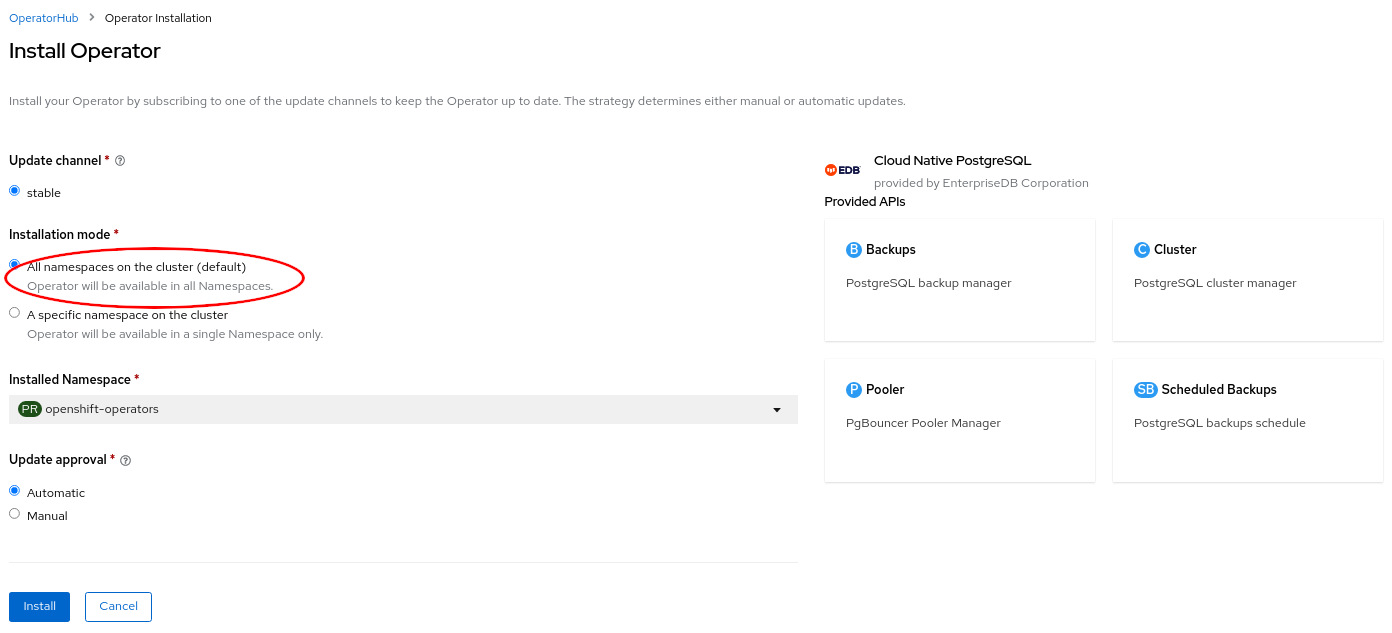 OperatorHub > Operator Installation
Install Operator
Install your Operator by subscribing to one of the update channels to keep the Operator up to date. The strategy determines either manual or automatic updates.
Update channel *
stable
Installation mode *
All namespaces on the cluster (default)
Operator will be available in all Namespaces.
A specific namespace on the cluster
Operator will be available in a single Namespace only.
Installed Namespace *
PR openshift-operators
Update approval *
Automatic
Manual
Install Cancel
EDB
Cloud Native PostgreSQL
provided by EnterpriseDB Corporation
Provided APIs
B Backups
PostgreSQL backup manager
C Cluster
PostgreSQL cluster manager
P Pooler
PgBouncer Pooler Manager
SB Scheduled Backups
PostgreSQL backups schedule